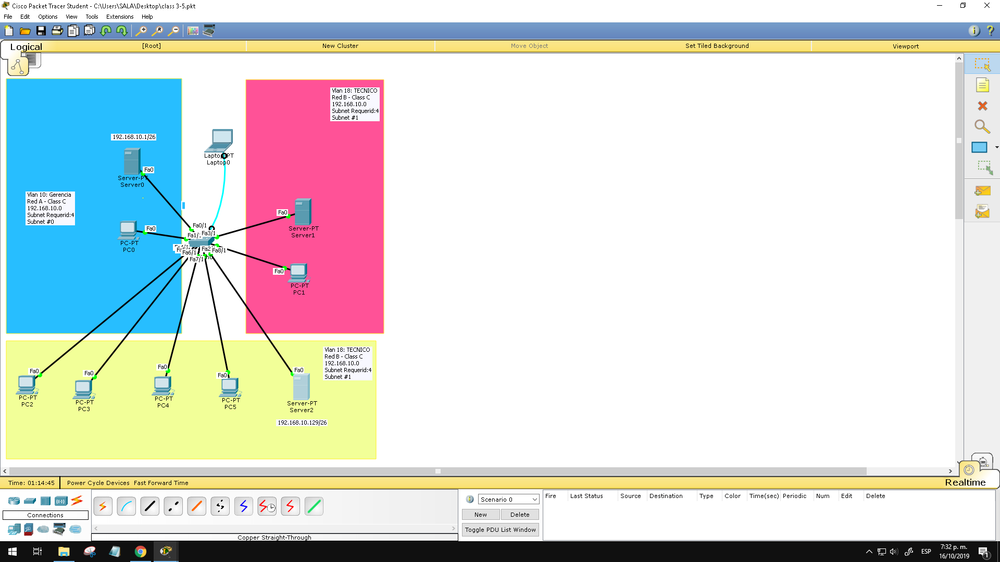 Cisco Packet Tracer Student - C:\Users\SALA\Desktop\class 3-5.pkt
File Edit Options View Tools Extensions Help
Logical [Root] New Cluster Move Object Set Tiled Background Viewport
Vlan 18: TECNICO
Red B - Class C
192.168.10.0
Subnet Requerid:4
Subnet #1
192.168.10.1/26
Laptop-PT
Laptop0
Fa0
Server-PT
Server0
Vlan 10: Gerencia
Red A - Class C
192.168.10.0
Subnet Requerid:4
Subnet #0
Fa0
Server-PT
Server1
Fa0
PC-PT
PC0
Fa0/1
Fa3/1
Fa1/
Fa2
Fa8/1
Fa6/1
Fa7/1
Fa0
PC-PT
PC1
Vlan 18: TECNICO
Red B - Class C
192.168.10.0
Subnet Requerid:4
Subnet #1
Fa0
PC-PT
PC2
Fa0
PC-PT
PC3
Fa0
PC-PT
PC4
Fa0
PC-PT
PC5
Fa0
Server-PT
Server2
192.168.10.129/26
Time: 01:14:45 Power Cycle Devices Fast Forward Time
Realtime
Connections
Copper Straight-Through
Scenario 0
New Delete
Toggle PDU List Window
Fire Last Status Source Destination Type Color Time(sec) Periodic Num Edit Delete
ESP
7:32 p. m.
16/10/2019
1